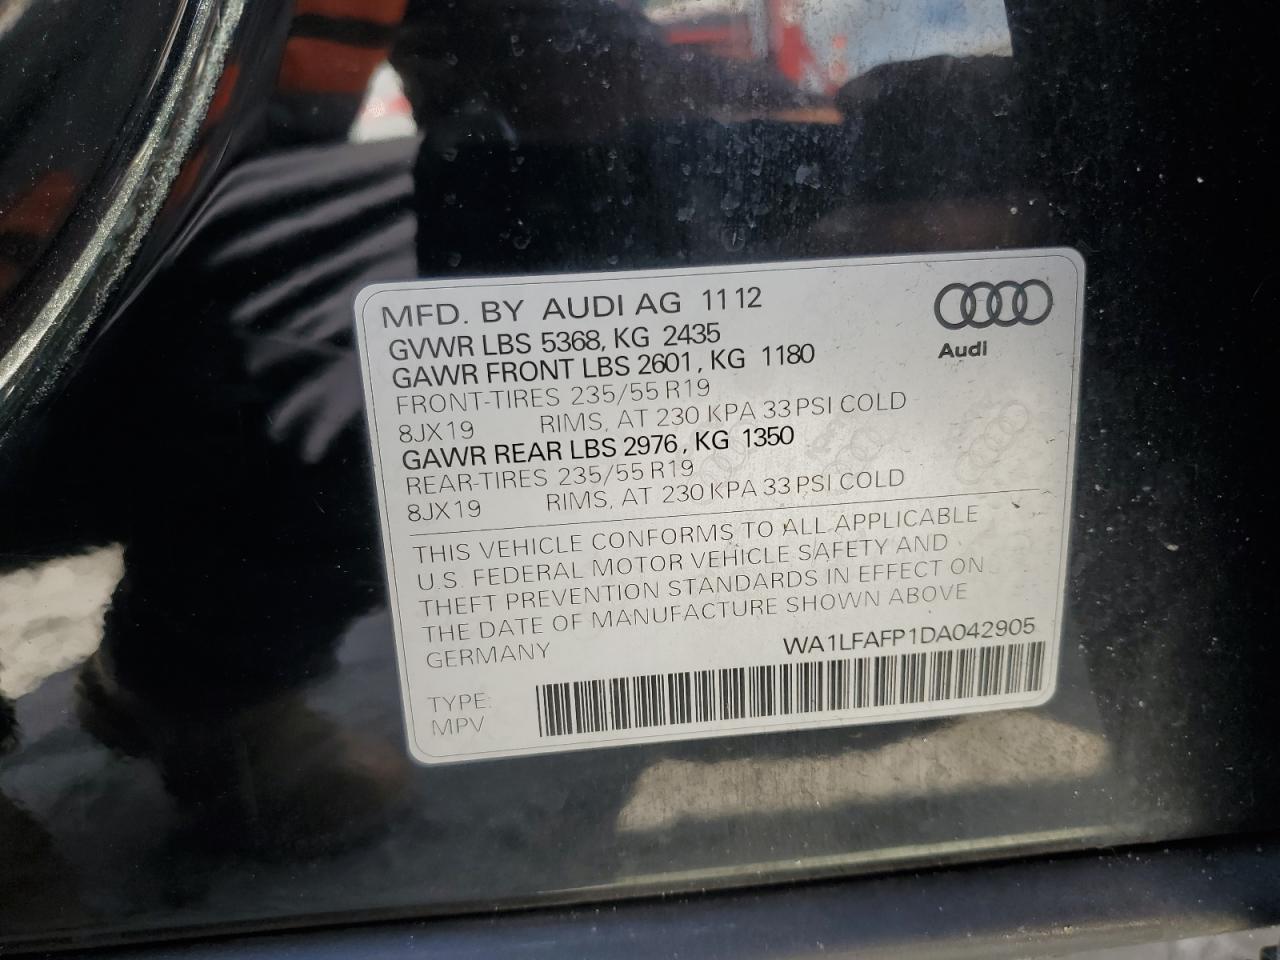 MFD. BY AUDI AG 11 12
GVWR LBS 5368, KG 2435
GAWR FRONT LBS 2601, KG 1180
FRONT-TIRES 235/55 R19
8JX19 RIMS, AT 230 KPA 33 PSI COLD
GAWR REAR LBS 2976, KG 1350
REAR-TIRES 235/55 R19
8JX19 RIMS, AT 230 KPA 33 PSI COLD
Audi
THIS VEHICLE CONFORMS TO ALL APPLICABLE
U.S. FEDERAL MOTOR VEHICLE SAFETY AND
THEFT PREVENTION STANDARDS IN EFFECT ON
THE DATE OF MANUFACTURE SHOWN ABOVE
GERMANY WA1LFAFP1DA042905
TYPE:
MPV